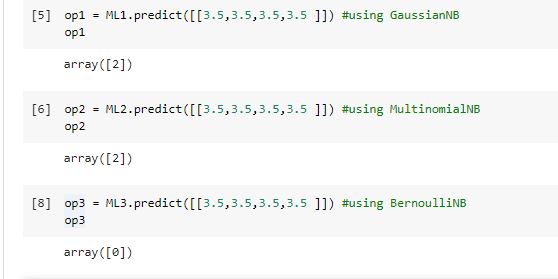 [5] op1 = ML1.predict([[3.5,3.5,3.5,3.5 ]]) #using GaussianNB
op1
array([2])
[6] op2 = ML2.predict([[3.5,3.5,3.5,3.5 ]]) #using MultinomialNB
op2
array([2])
[8] op3 = ML3.predict([[3.5,3.5,3.5,3.5 ]]) #using BernoulliNB
op3
array([0])